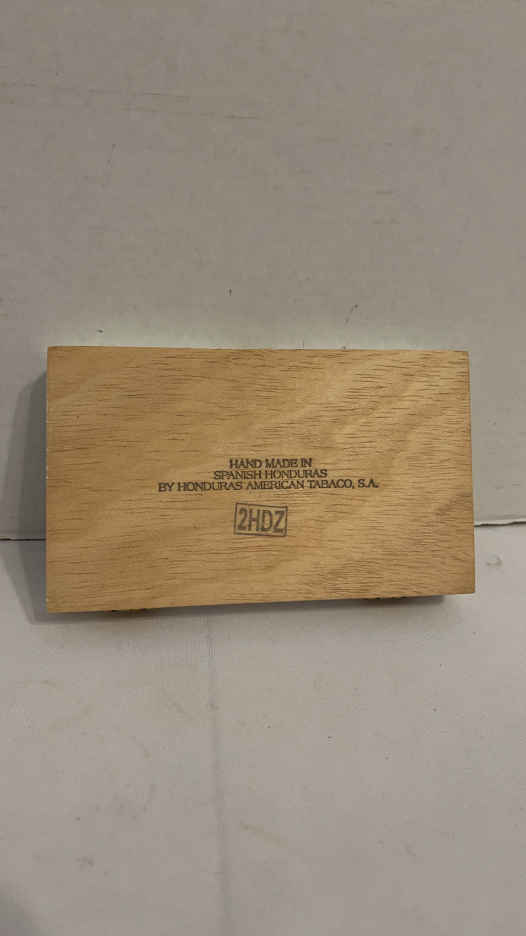 HAND MADE IN
SPANISH HONDURAS
BY HONDURAS AMERICAN TABACO, S.A.
2HDZ